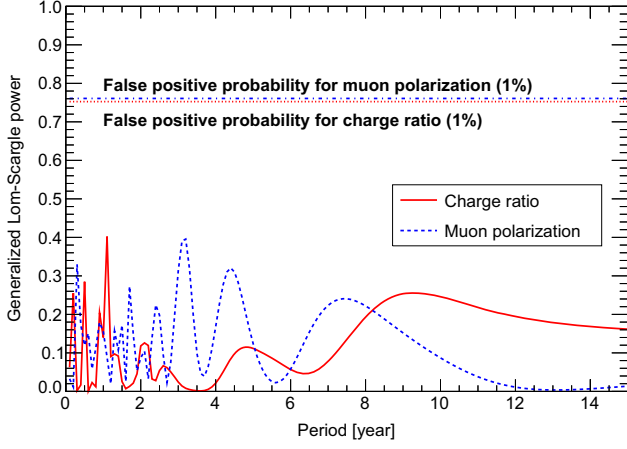 Generalized Lom-Scargle power
1.0
0.9
0.8
0.7
0.6
0.5
0.4
0.3
0.2
0.1
0.0
False positive probability for muon polarization (1%)
False positive probability for charge ratio (1%)
Charge ratio
Muon polarization
0 2 4 6 8 10 12 14
Period [year]